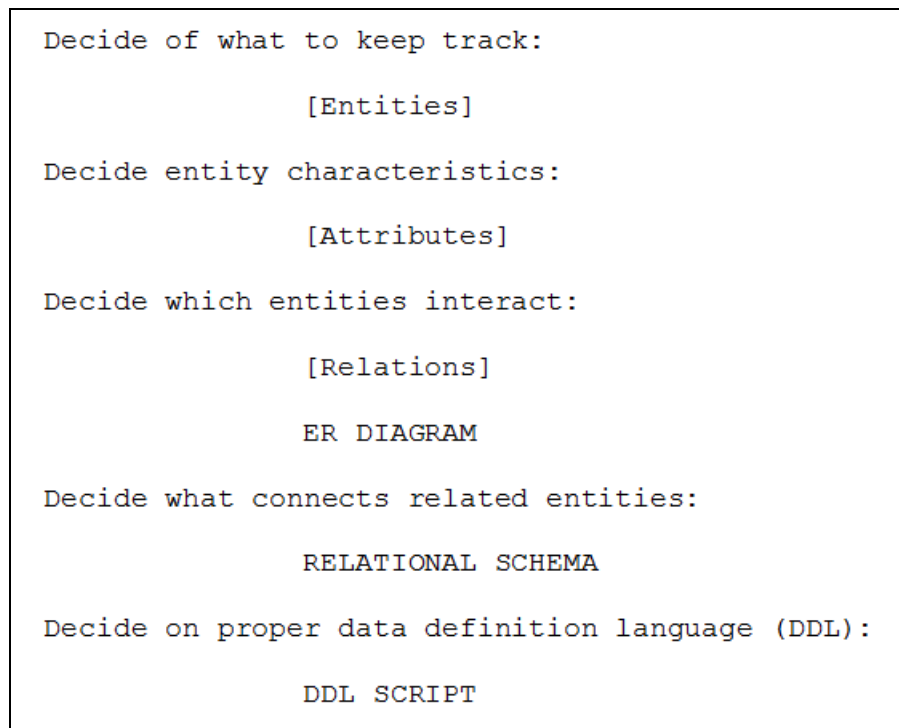 Decide of what to keep track:
[Entities]
Decide entity characteristics:
[Attributes]
Decide which entities interact:
[Relations]
ER DIAGRAM
Decide what connects related entities:
RELATIONAL SCHEMA
Decide on proper data definition language (DDL):
DDL SCRIPT